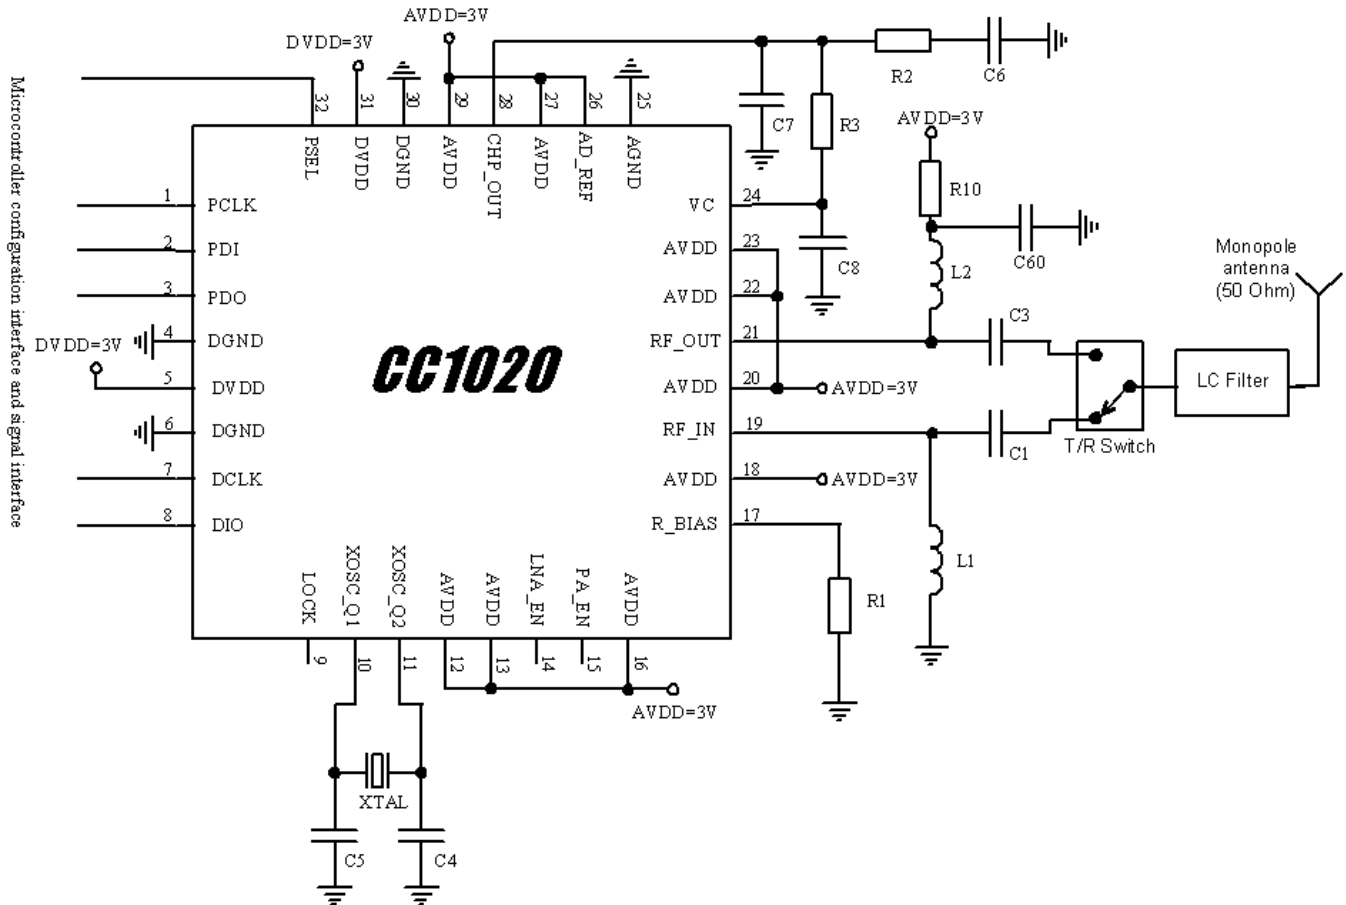 AVDD=3V
DVDD=3V
Microcontroller configuration interface and signal interface
32
31
30
29
28
27
26
25
PSEL
DVDD
DGND
AVDD
CHP_OUT
AVDD
AD_REF
AGND
R2
C6
C7
R3
AVDD=3V
R10
C60
L2
C8
Monopole
antenna
(50 Ohm)
1
PCLK
2
PDI
3
PDO
4
DGND
DVDD=3V
5
DVDD
6
DGND
7
DCLK
8
DIO
CC1020
VC
24
AVDD
23
AVDD
22
RF_OUT
21
C3
AVDD
20
AVDD=3V
RF_IN
19
C1
T/R Switch
LC Filter
AVDD
18
AVDD=3V
R_BIAS
17
L1
R1
LOCK
XOSC_Q1
XOSC_Q2
AVDD
AVDD
LNA_EN
PA_EN
AVDD
9
10
11
12
13
14
15
16
AVDD=3V
XTAL
C5
C4